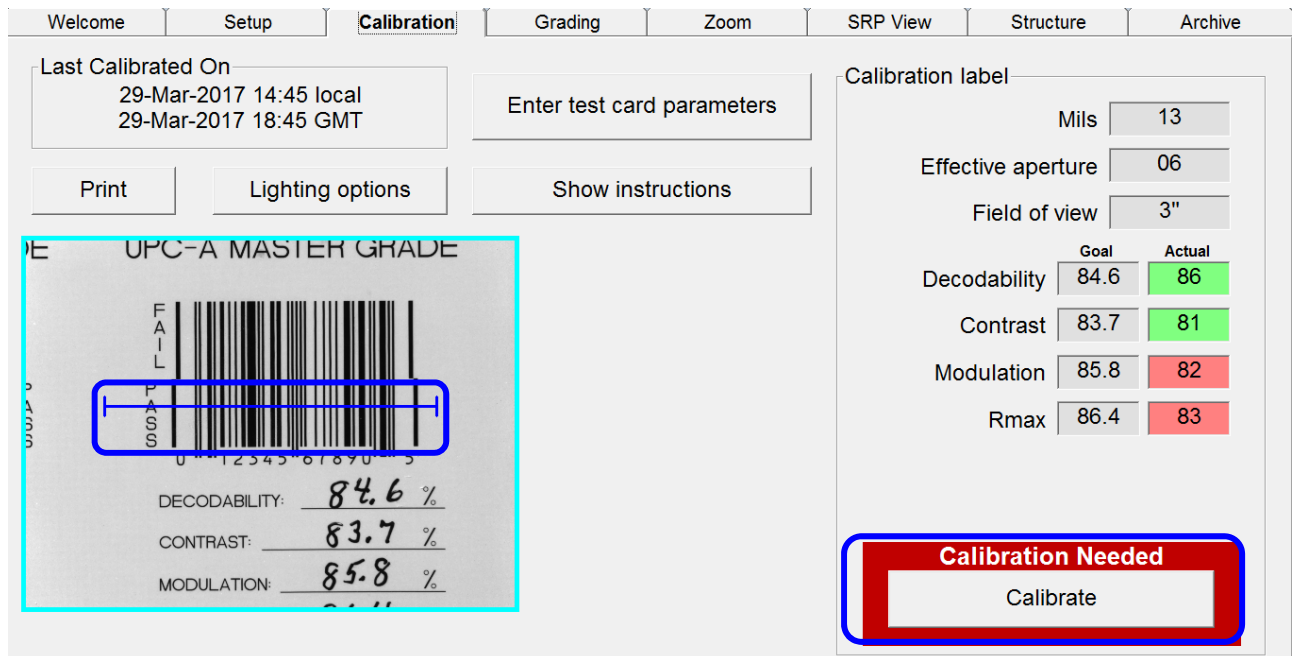 Welcome Setup Calibration Grading Zoom SRP View Structure Archive
Last Calibrated On
29-Mar-2017 14:45 local
29-Mar-2017 18:45 GMT
Enter test card parameters
Print Lighting options Show instructions
UPC-A MASTER GRADE
FAIL
PASS
DECODABILITY: 84.6 %
CONTRAST: 83.7 %
MODULATION: 85.8 %
Calibration label
Mils 13
Effective aperture 06
Field of view 3"
Goal Actual
Decodability 84.6 86
Contrast 83.7 81
Modulation 85.8 82
Rmax 86.4 83
Calibration Needed
Calibrate